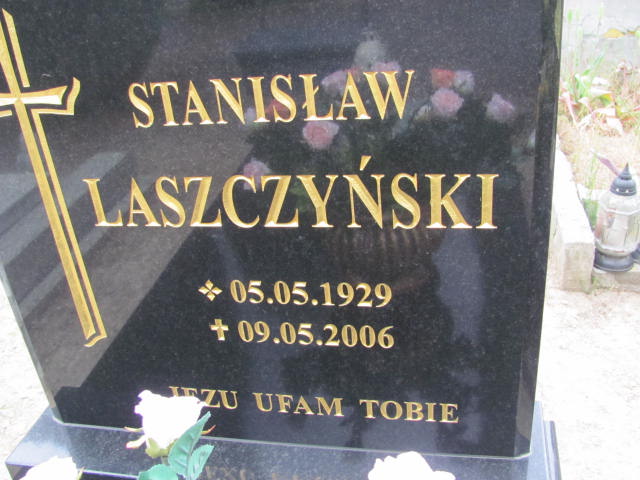 STANISŁAW
LASZCZYŃSKI
05.05.1929
09.05.2006
JEZU UFAM TOBIE